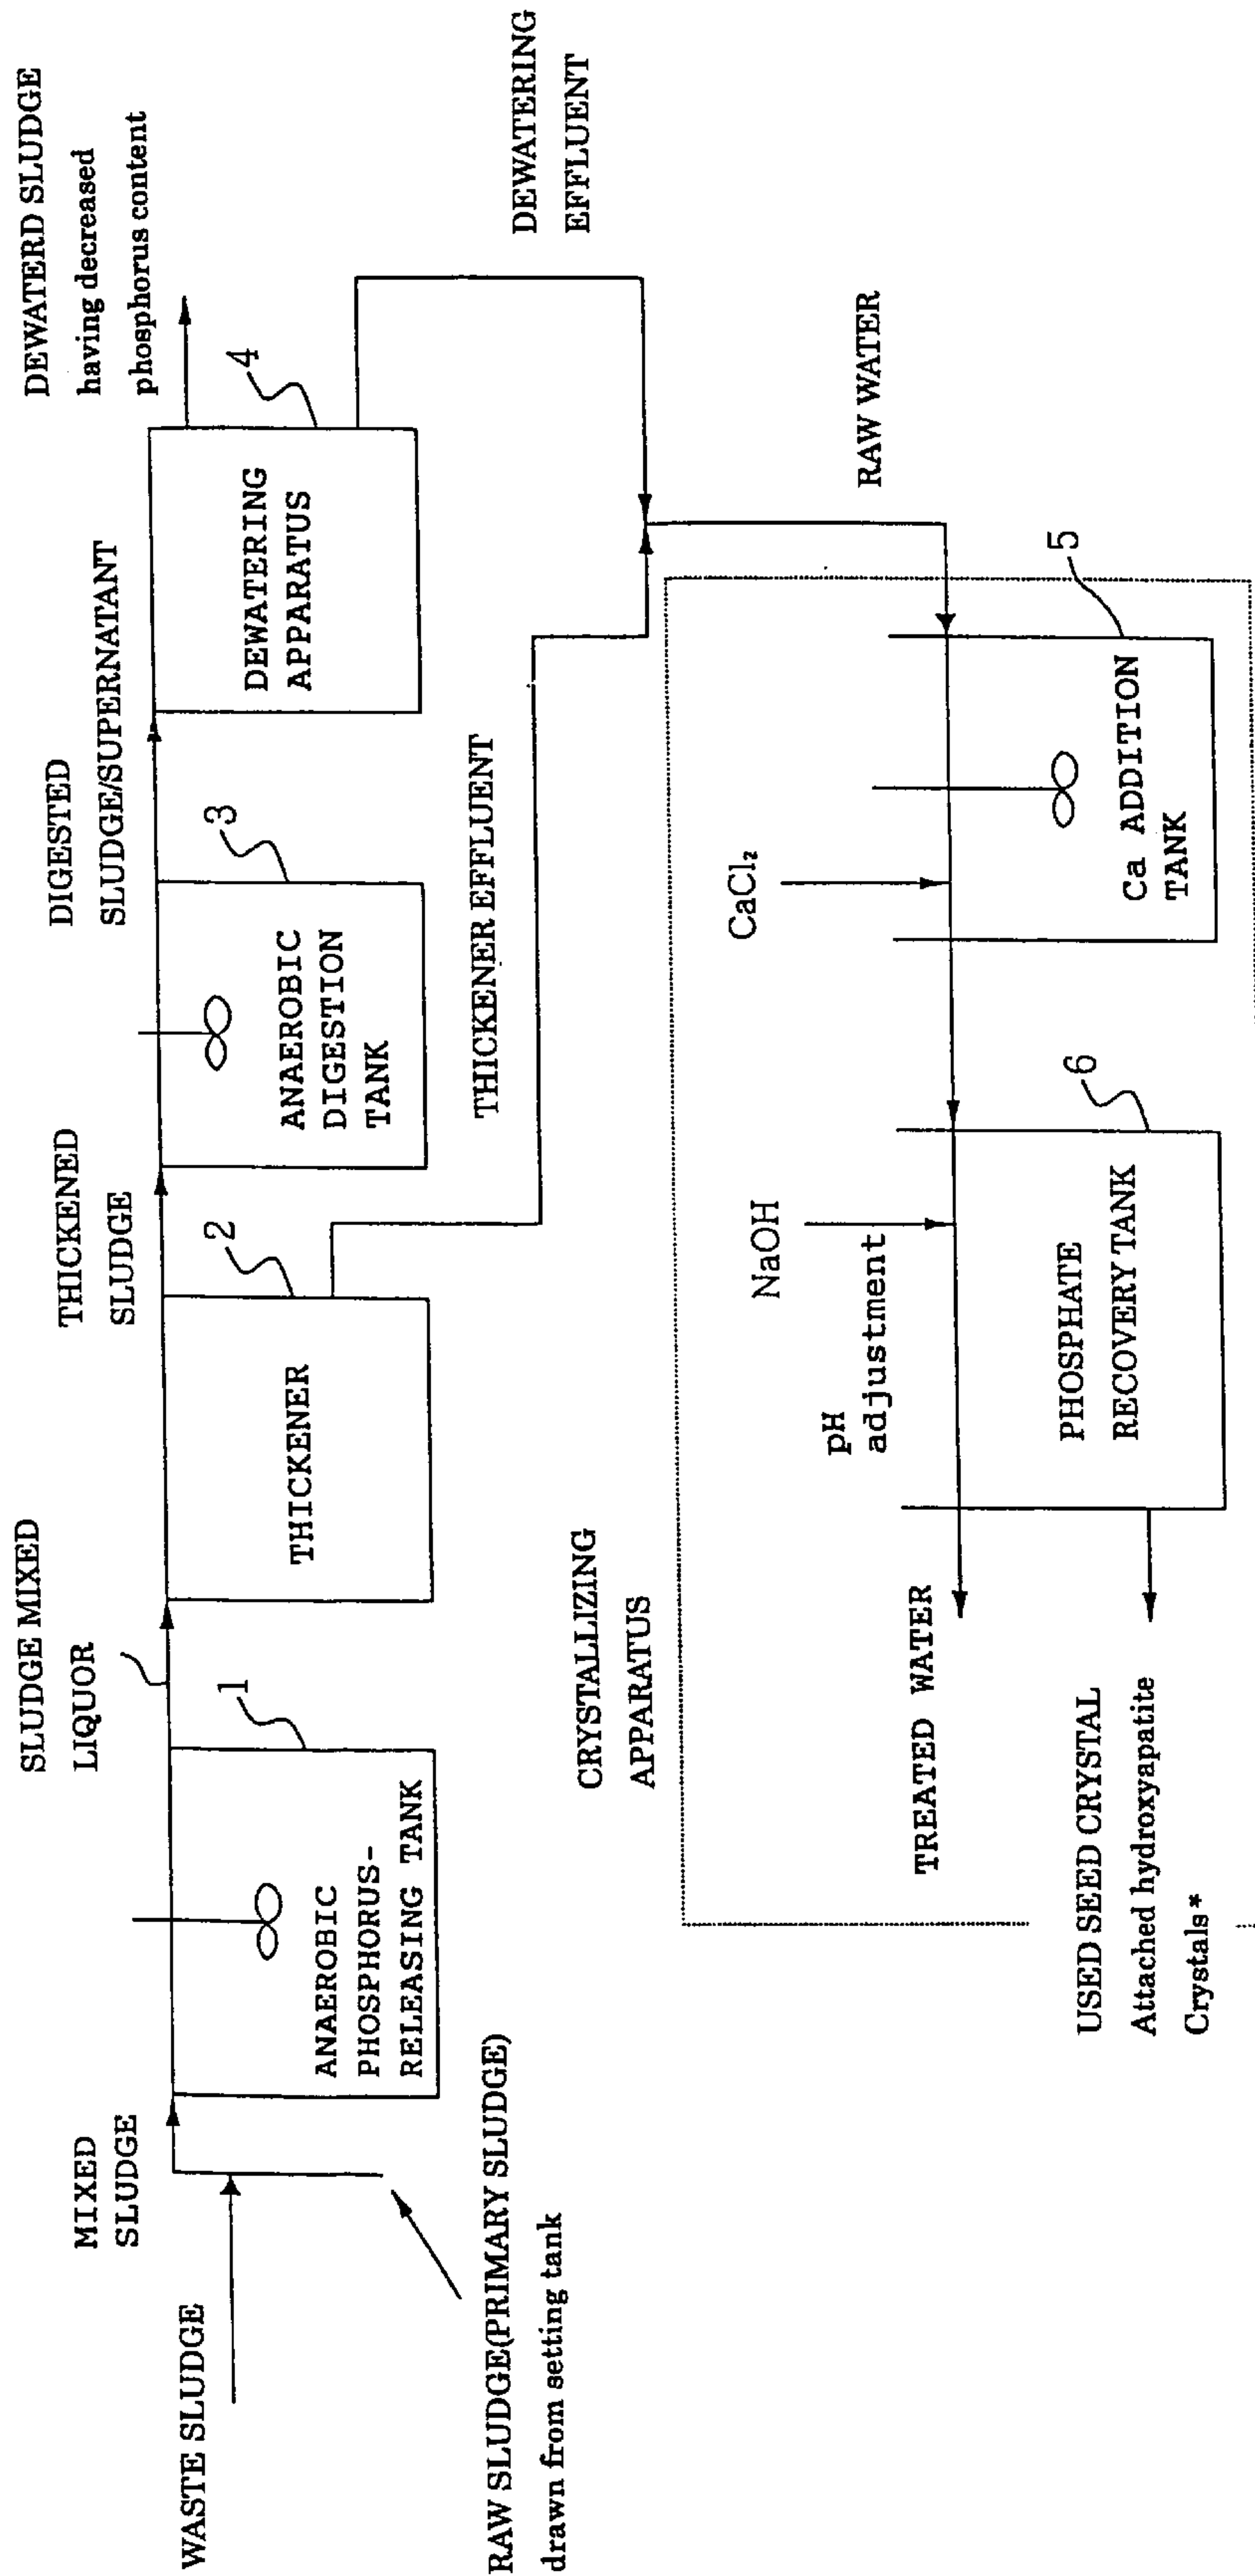 WASTE SLUDGE
RAW SLUDGE(PRIMARY SLUDGE)
drawn from setting tank
MIXED
SLUDGE
ANAEROBIC
PHOSPHORUS-
RELEASING TANK
1
SLUDGE MIXED
LIQUOR
THICKENER
2
THICKENED
SLUDGE
ANAEROBIC
DIGESTION
TANK
3
DIGESTED
SLUDGE/SUPERNATANT
DEWATERING
APPARATUS
4
DEWATERD SLUDGE
having decreased
phosphorus content
THICKENER EFFLUENT
DEWATERING
EFFLUENT
RAW WATER
CRYSTALLIZING
APPARATUS
5
Ca ADDITION
TANK
CaCl₂
6
PHOSPHATE
RECOVERY TANK
NaOH
pH
adjustment
TREATED WATER
USED SEED CRYSTAL
Attached hydroxyapatite
Crystals*